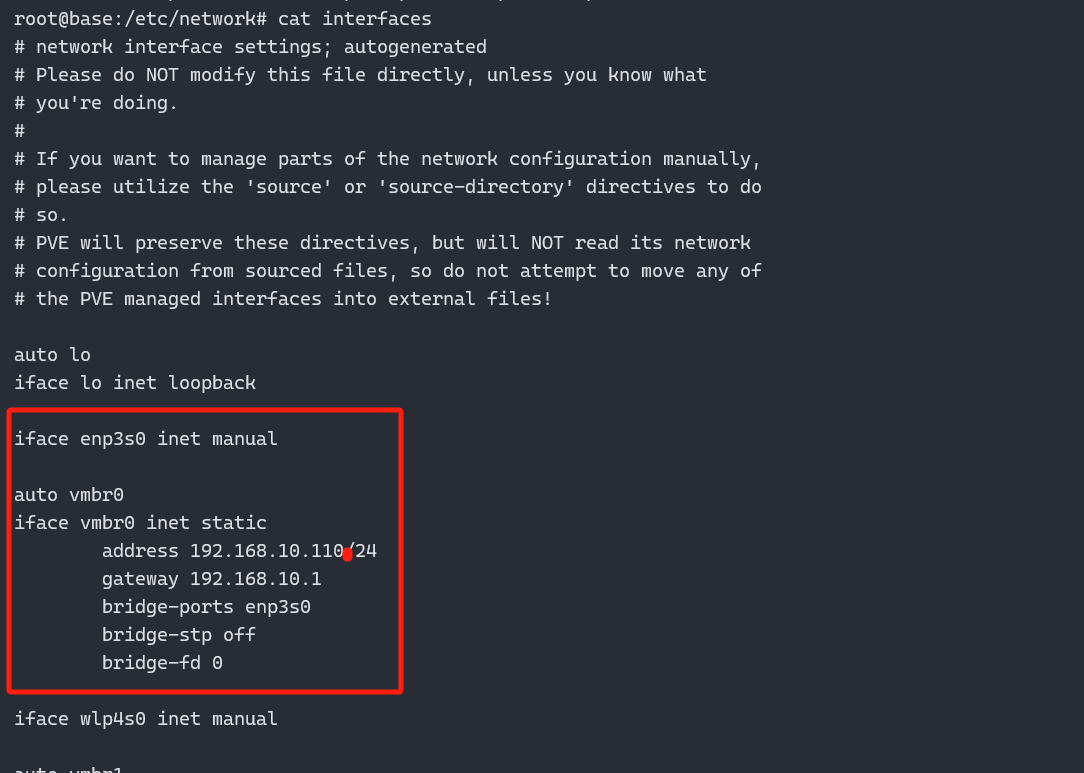 root@base:/etc/network# cat interfaces
# network interface settings; autogenerated
# Please do NOT modify this file directly, unless you know what
# you're doing.
#
# If you want to manage parts of the network configuration manually,
# please utilize the 'source' or 'source-directory' directives to do
# so.
# PVE will preserve these directives, but will NOT read its network
# configuration from sourced files, so do not attempt to move any of
# the PVE managed interfaces into external files!
auto lo
iface lo inet loopback
iface enp3s0 inet manual
auto vmbr0
iface vmbr0 inet static
address 192.168.10.110/24
gateway 192.168.10.1
bridge-ports enp3s0
bridge-stp off
bridge-fd 0
iface wlp4s0 inet manual
auto vmbr1